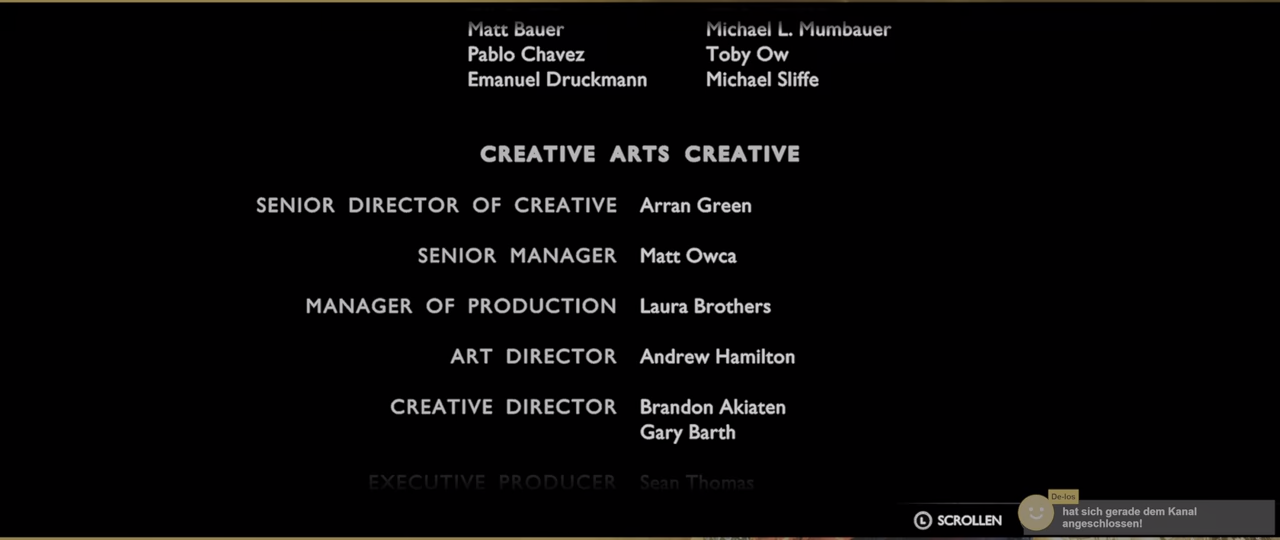 Matt Bauer Michael L. Mumbauer
Pablo Chavez Toby Ow
Emanuel Druckmann Michael Sliffe
CREATIVE ARTS CREATIVE
SENIOR DIRECTOR OF CREATIVE Arran Green
SENIOR MANAGER Matt Owca
MANAGER OF PRODUCTION Laura Brothers
ART DIRECTOR Andrew Hamilton
CREATIVE DIRECTOR Brandon Akiaten
Gary Barth
EXECUTIVE PRODUCER Sean Thomas
De-los
L SCROLLEN hat sich gerade dem Kanal
angeschlossen!